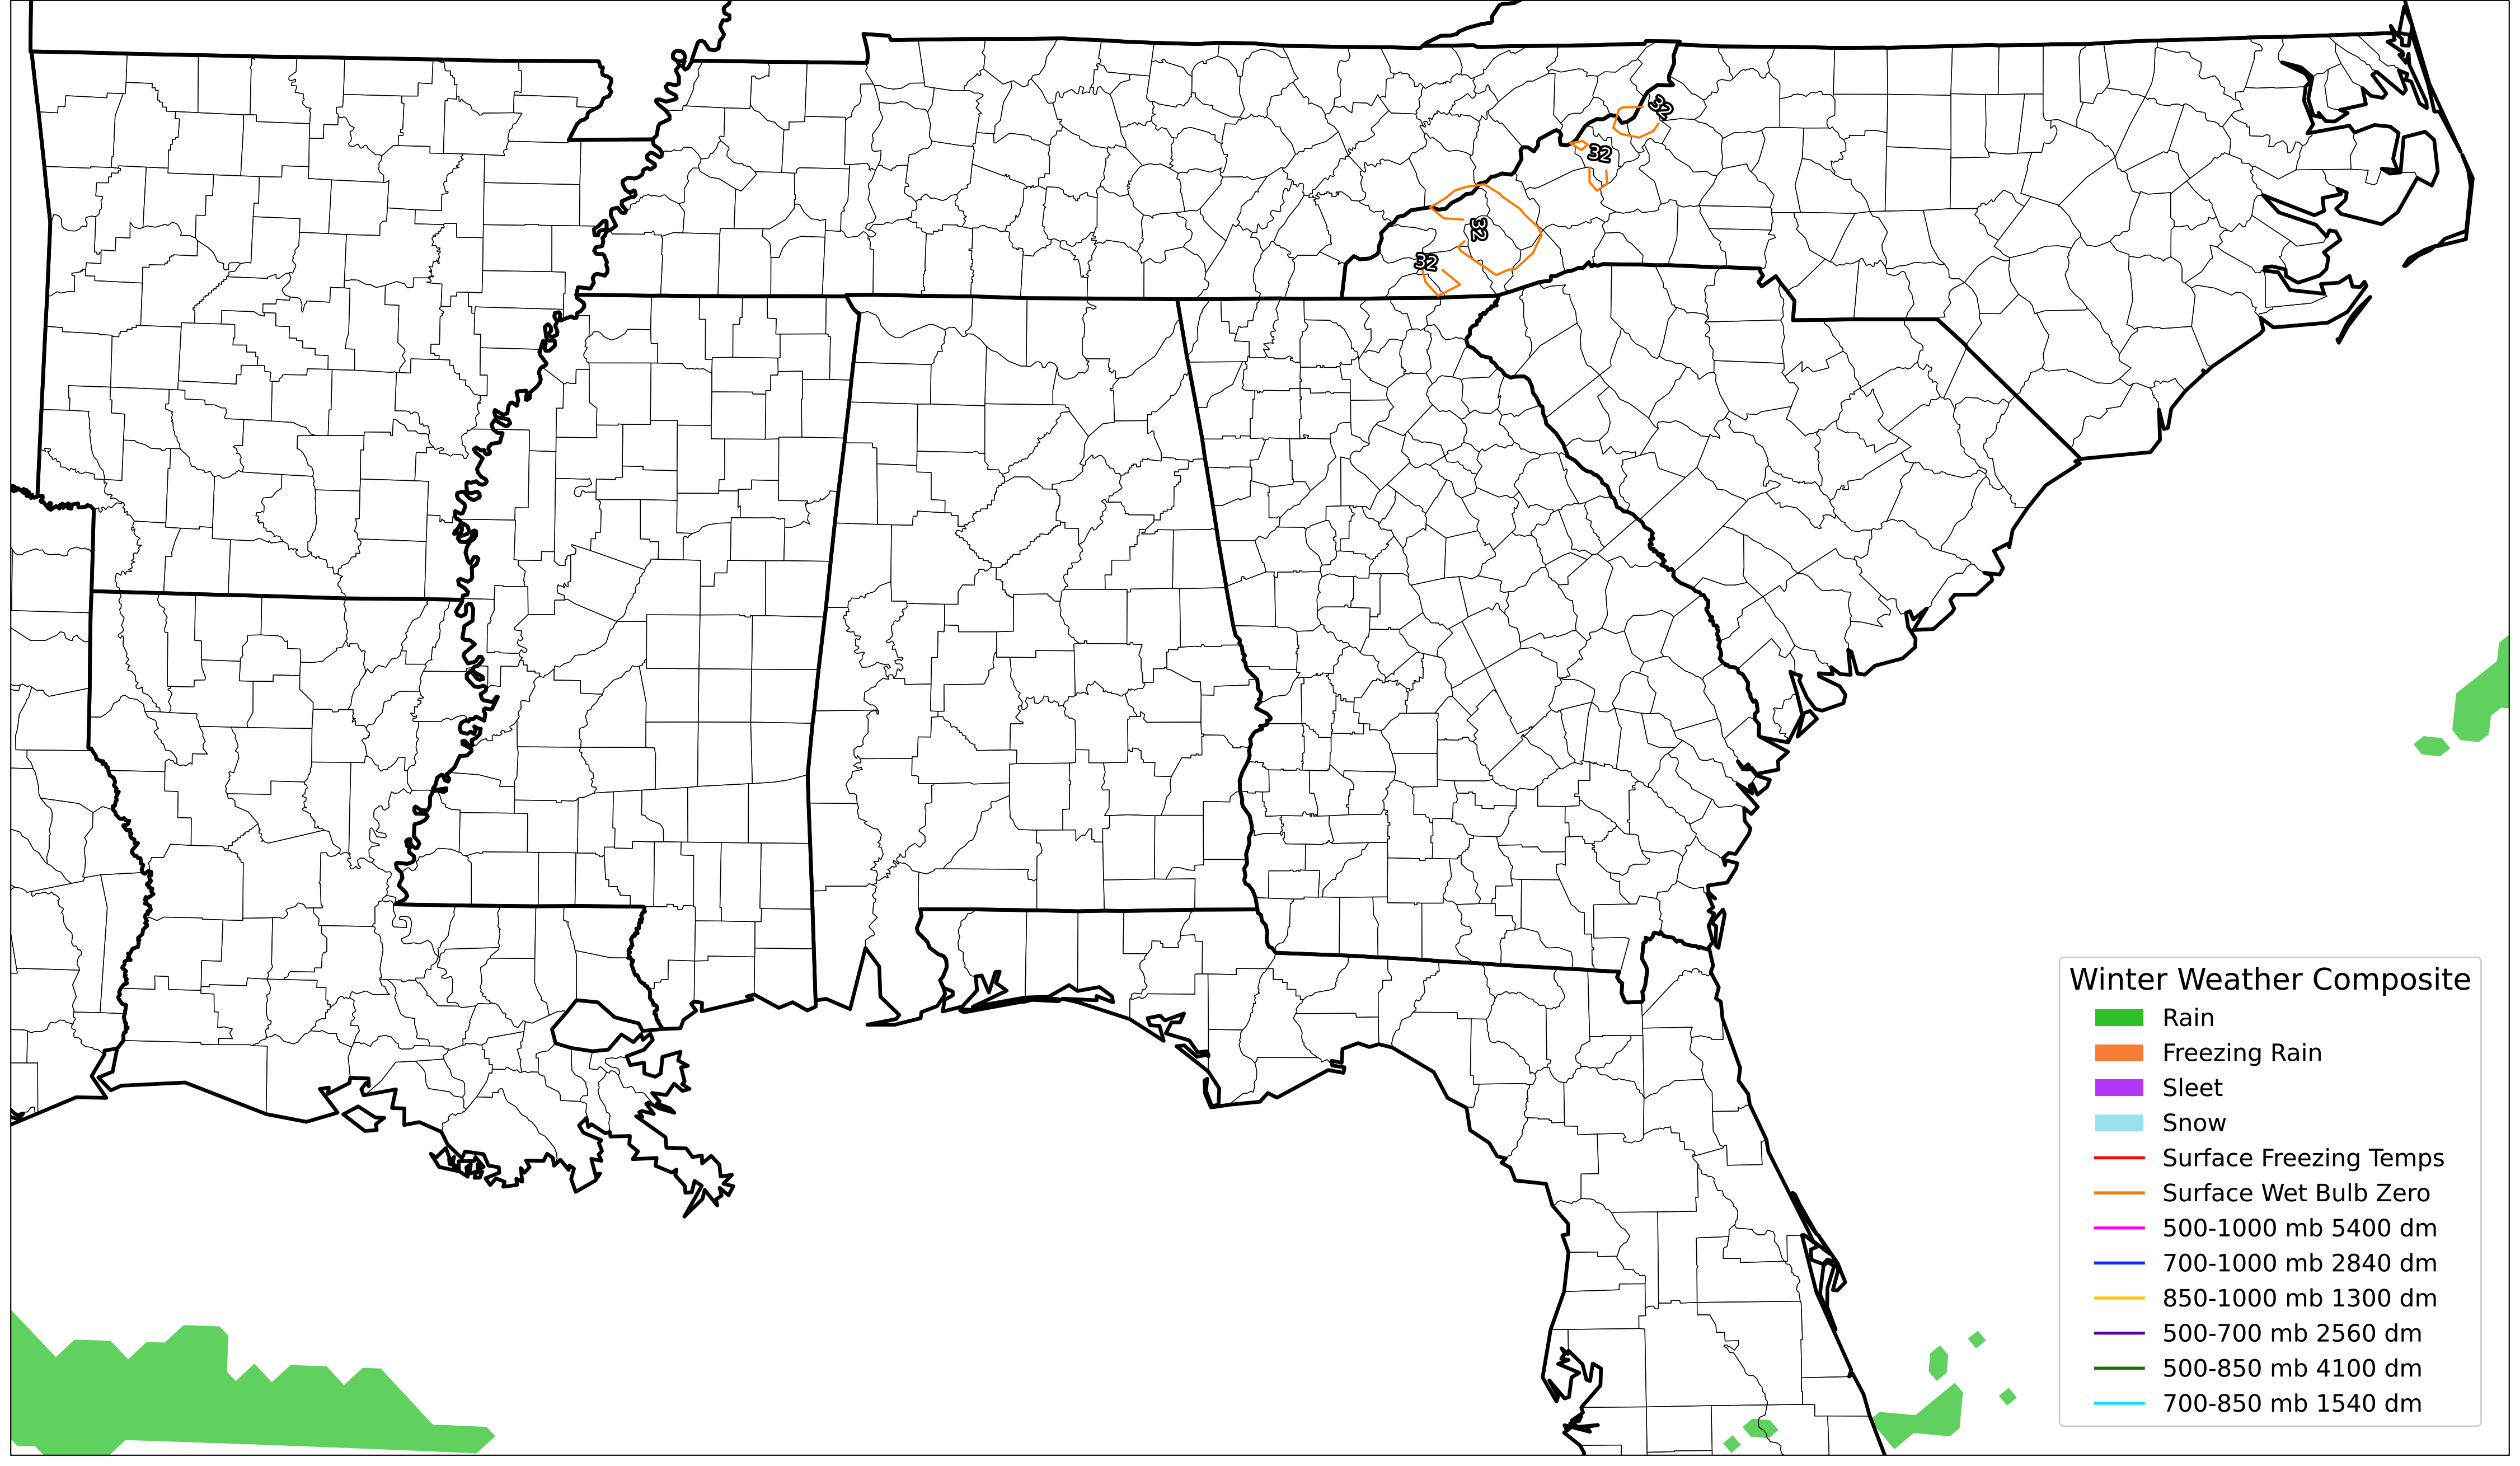 32
32
32
32
Winter Weather Composite
Rain
Freezing Rain
Sleet
Snow
Surface Freezing Temps
Surface Wet Bulb Zero
500-1000 mb 5400 dm
700-1000 mb 2840 dm
850-1000 mb 1300 dm
500-700 mb 2560 dm
500-850 mb 4100 dm
700-850 mb 1540 dm